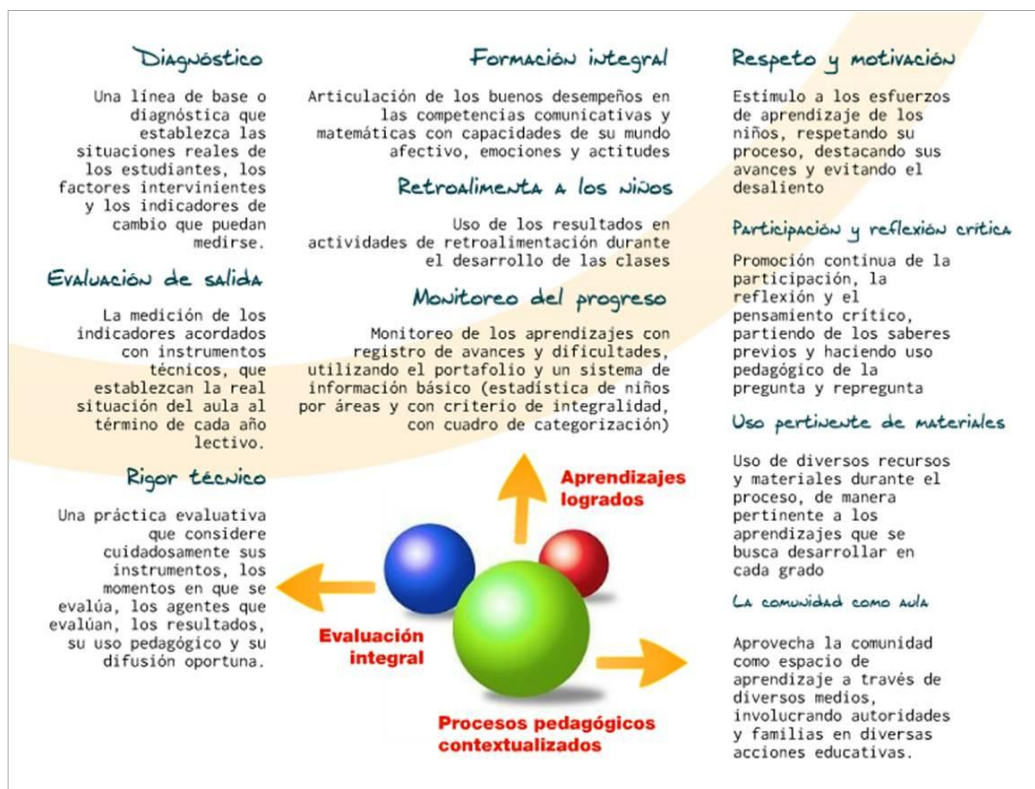 Diagnóstico
Una línea de base o
diagnóstica que
establezca las
situaciones reales de
los estudiantes, los
factores intervinientes
y los indicadores de
cambio que puedan
medirse.
Evaluación de salida
La medición de los
indicadores acordados
con instrumentos
técnicos, que
establezcan la real
situación del aula al
término de cada año
lectivo.
Rigor técnico
Una práctica evaluativa
que considere
cuidadosamente sus
instrumentos, los
momentos en que se
evalúa, los agentes que
evalúan, los resultados,
su uso pedagógico y su
difusión oportuna.
Formación integral
Articulación de los buenos desempeños en
las competencias comunicativas y
matemáticas con capacidades de su mundo
afectivo, emociones y actitudes
Retroalimenta a los niños
Uso de los resultados en
actividades de retroalimentación durante
el desarrollo de las clases
Monitoreo del progreso
Monitoreo de los aprendizajes con
registro de avances y dificultades,
utilizando el portafolio y un sistema de
información básico (estadística de niños
por áreas y con criterio de integralidad,
con cuadro de categorización)
Aprendizajes
logrados
Evaluación
integral
Procesos pedagógicos
contextualizados
Respeto y motivación
Estímulo a los esfuerzos
de aprendizaje de los
niños, respetando su
proceso, destacando sus
avances y evitando el
desaliento
Participación y reflexión crítica
Promoción continua de la
participación, la
reflexión y el
pensamiento crítico,
partiendo de los saberes
previos y haciendo uso
pedagógico de la
pregunta y repregunta
Uso pertinente de materiales
Uso de diversos recursos
y materiales durante el
proceso, de manera
pertinente a los
aprendizajes que se
busca desarrollar en
cada grado
La comunidad como aula
Aprovecha la comunidad
como espacio de
aprendizaje a través de
diversos medios,
involucrando autoridades
y familias en diversas
acciones educativas.